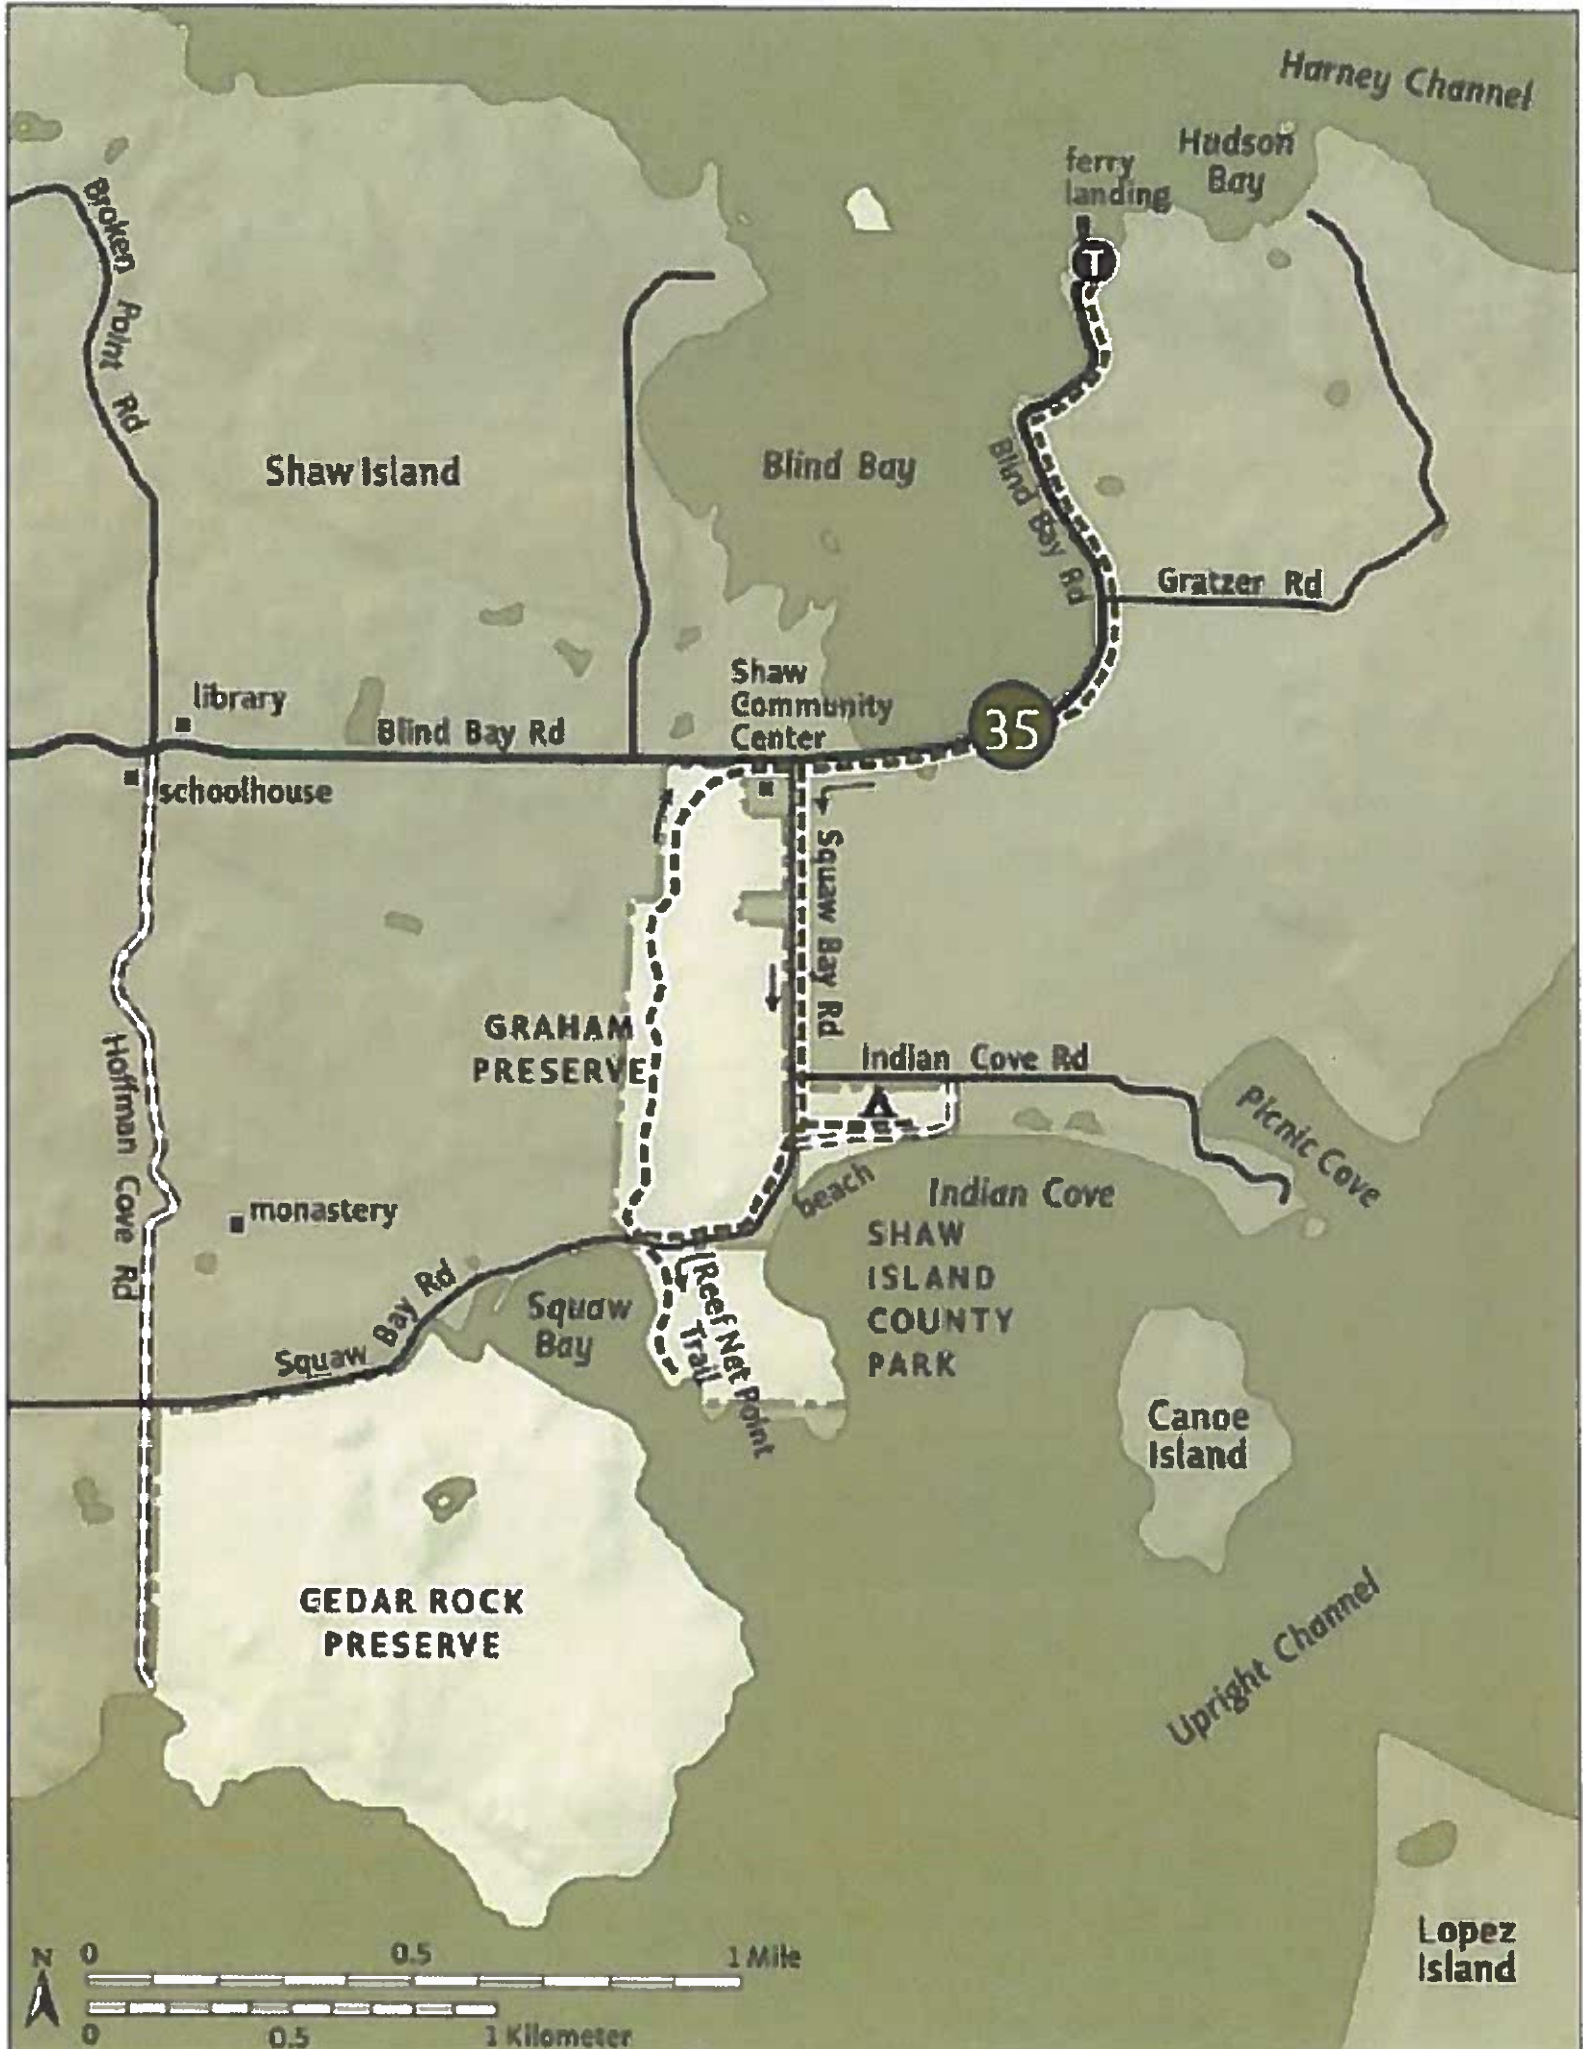 Harney Channel
Hudson
Bay
ferry
landing
T
Broken Point Rd
Shaw Island
Blind Bay
Blind Bay Rd
Gratzer Rd
library
Shaw
Community
Center
35
Blind Bay Rd
schoolhouse
Squaw Bay Rd
Hoffman Cove Rd
GRAHAM
PRESERVE
Indian Cove Rd
Picnic Cove
beach
Indian Cove
monastery
SHAW
ISLAND
COUNTY
PARK
Squaw Bay Rd
Squaw
Bay
Reef Net Point
Trail
Canoe
Island
CEDAR ROCK
PRESERVE
Upright Channel
Lopez
Island
N
0 0.5 1 Mile
0 0.5 1 Kilometer